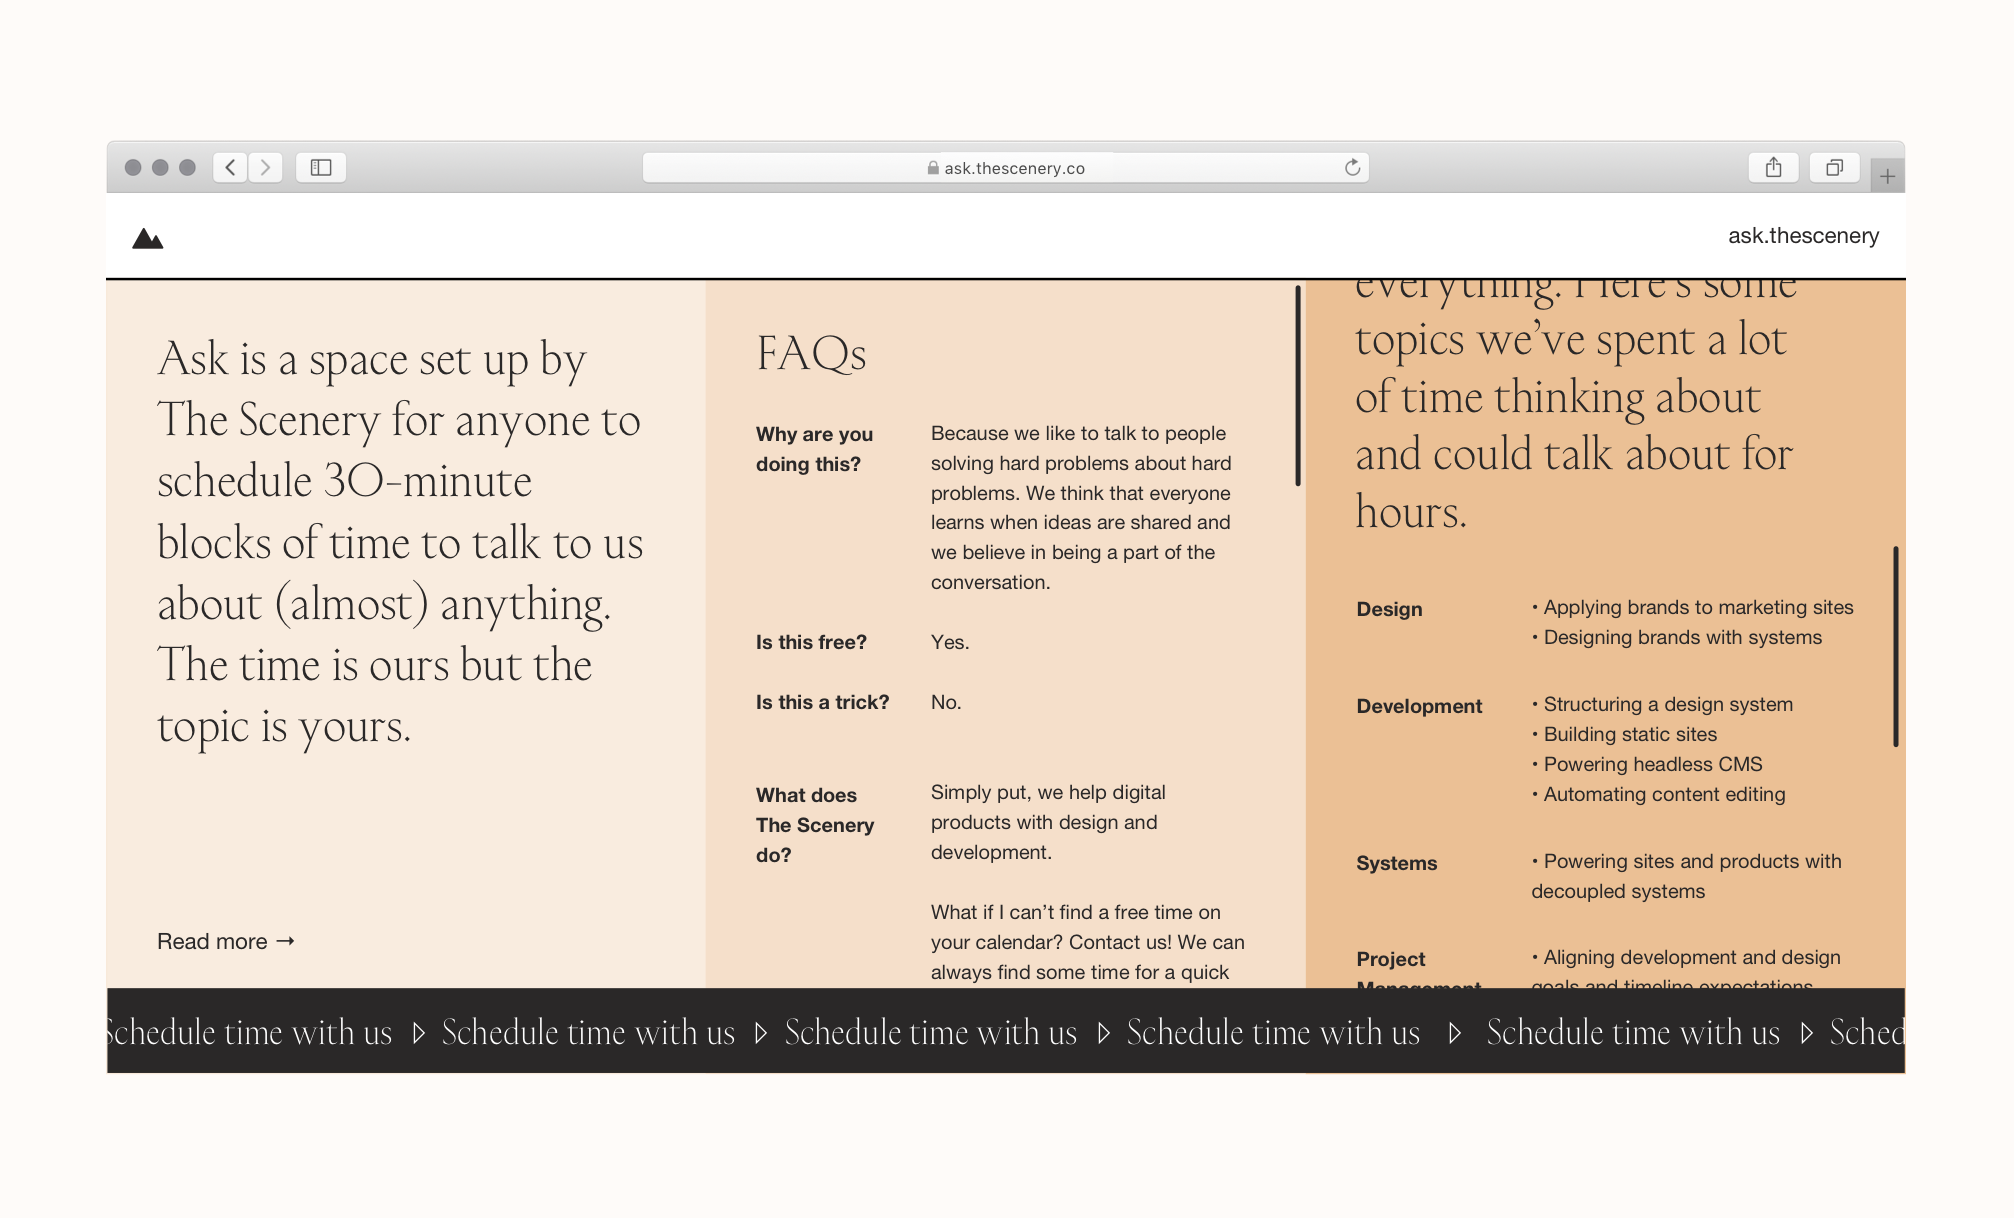 ask.thescenery.co
ask.thescenery
Ask is a space set up by
The Scenery for anyone to
schedule 30-minute
blocks of time to talk to us
about (almost) anything.
The time is ours but the
topic is yours.
Read more →
FAQs
Why are you
doing this?
Because we like to talk to people
solving hard problems about hard
problems. We think that everyone
learns when ideas are shared and
we believe in being a part of the
conversation.
Is this free?
Yes.
Is this a trick?
No.
What does
The Scenery
do?
Simply put, we help digital
products with design and
development.
What if I can’t find a free time on
your calendar? Contact us! We can
always find some time for a quick
everything. Here’s some
topics we’ve spent a lot
of time thinking about
and could talk about for
hours.
Design
• Applying brands to marketing sites
• Designing brands with systems
Development
• Structuring a design system
• Building static sites
• Powering headless CMS
• Automating content editing
Systems
• Powering sites and products with
decoupled systems
Project
Management
• Aligning development and design
goals and timeline expectations
Schedule time with us ▷ Schedule time with us ▷ Schedule time with us ▷ Schedule time with us ▷ Schedule time with us ▷ Sched